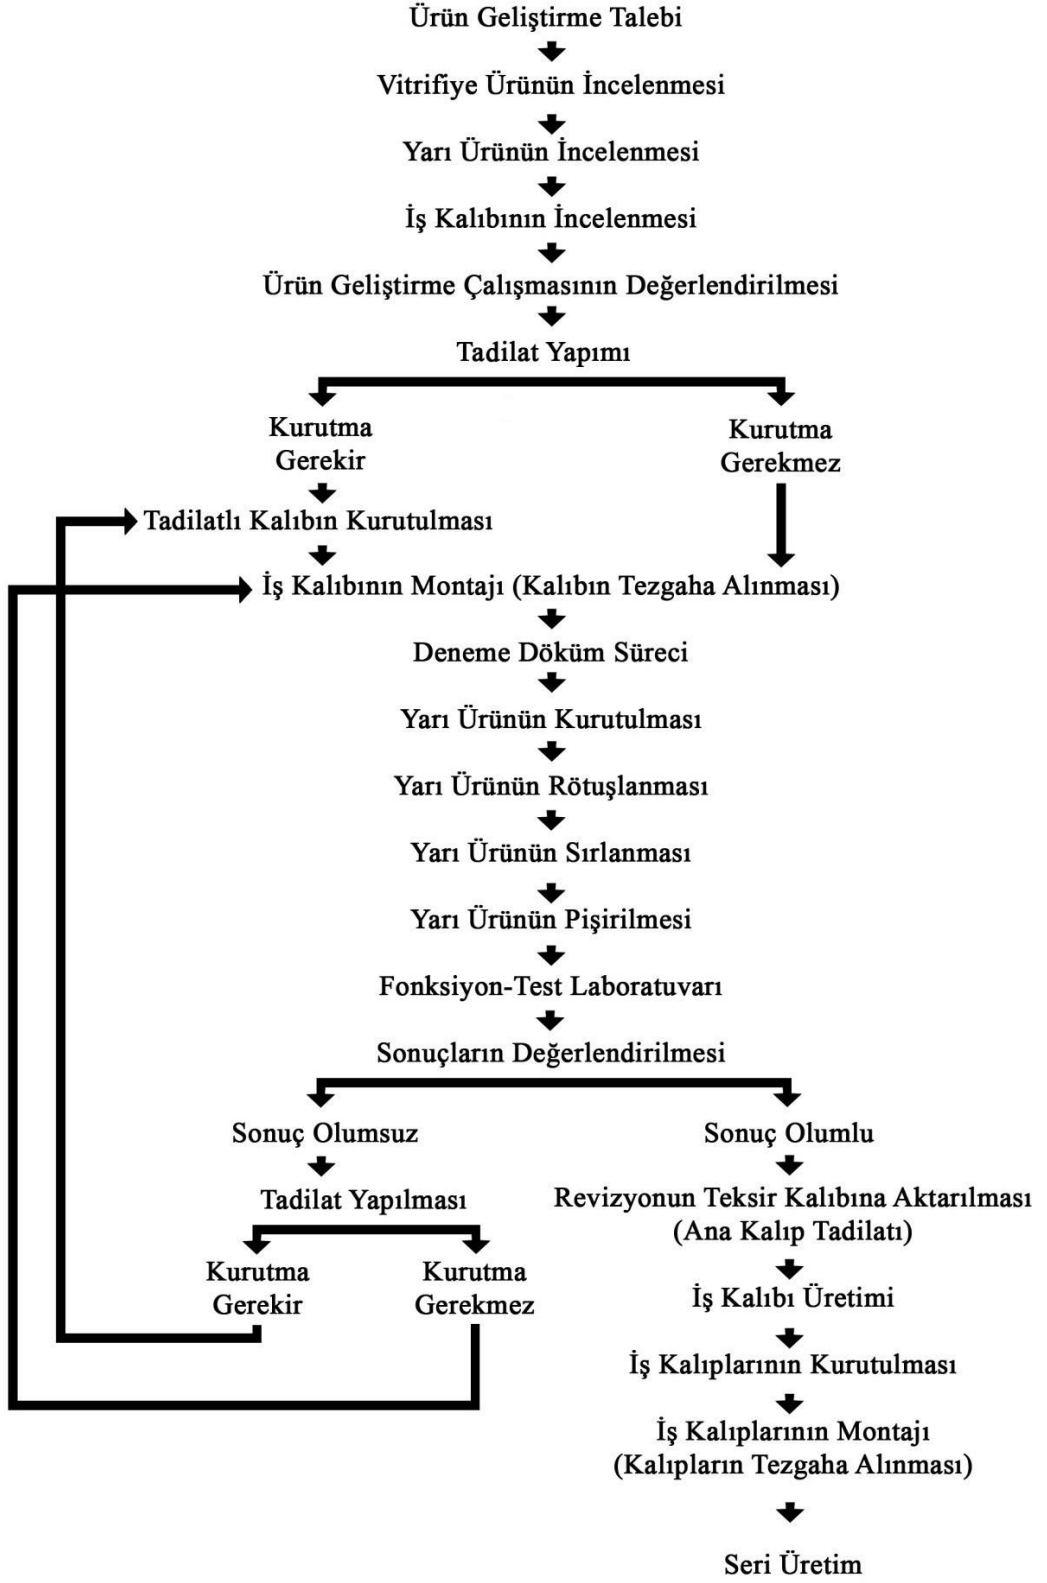 Ürün Geliştirme Talebi
Vitrifiye Ürünün İncelenmesi
Yarı Ürünün İncelenmesi
İş Kalıbının İncelenmesi
Ürün Geliştirme Çalışmasının Değerlendirilmesi
Tadilat Yapımı
Kurutma
Gerekir
Kurutma
Gerekmez
Tadilatlı Kalıbın Kurutulması
İş Kalıbının Montajı (Kalıbın Tezgaha Alınması)
Deneme Döküm Süreci
Yarı Ürünün Kurutulması
Yarı Ürünün Rötuşlanması
Yarı Ürünün Sırlanması
Yarı Ürünün Pişirilmesi
Fonksiyon-Test Laboratuvarı
Sonuçların Değerlendirilmesi
Sonuç Olumsuz
Tadilat Yapılması
Kurutma
Gerekir
Kurutma
Gerekmez
Sonuç Olumlu
Revizyonun Teksir Kalıbına Aktarılması
(Ana Kalıp Tadilatı)
İş Kalıbı Üretimi
İş Kalıplarının Kurutulması
İş Kalıplarının Montajı
(Kalıpların Tezgaha Alınması)
Seri Üretim